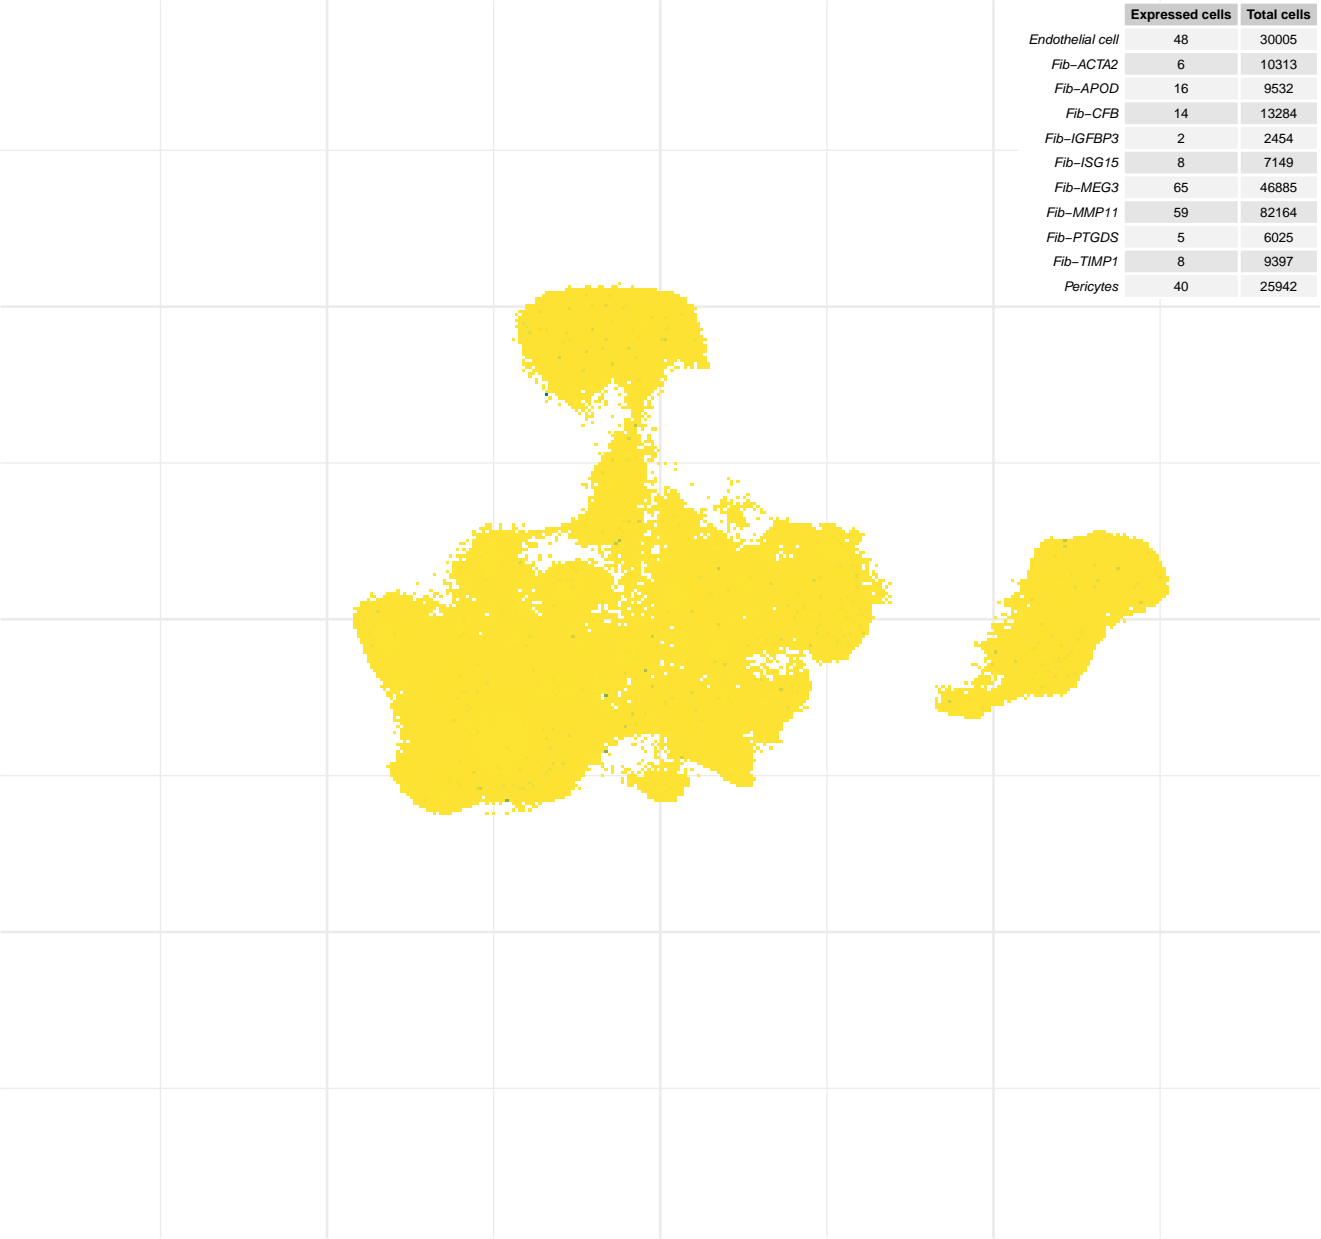 Expressed cells Total cells
Endothelial cell 48 30005
Fib−ACTA2 6 10313
Fib−APOD 16 9532
Fib−CFB 14 13284
Fib−IGFBP3 2 2454
Fib−ISG15 8 7149
Fib−MEG3 65 46885
Fib−MMP11 59 82164
Fib−PTGDS 5 6025
Fib−TIMP1 8 9397
Pericytes 40 25942